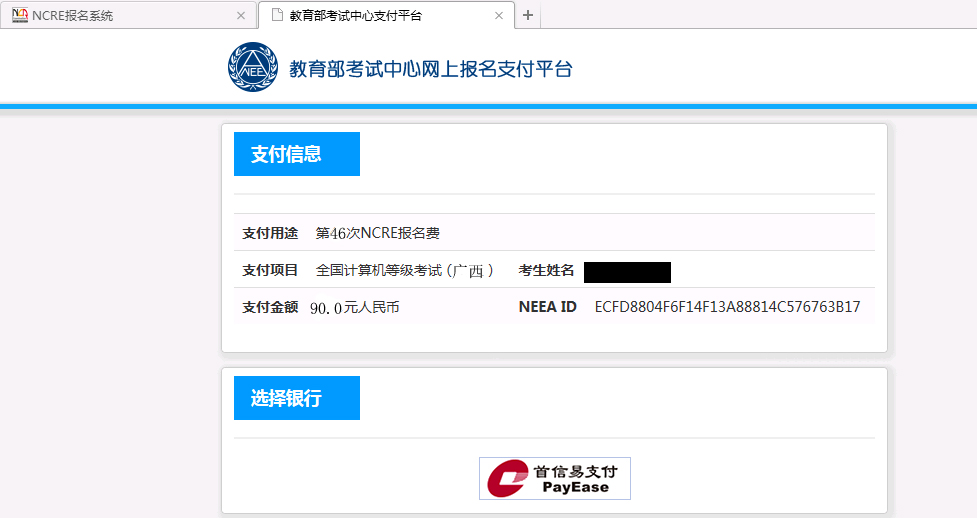 NCRE报名系统
教育部考试中心支付平台
NEE
教育部考试中心网上报名支付平台
支付信息
支付用途 第46次NCRE报名费
支付项目 全国计算机等级考试（广西） 考生姓名
支付金额 90.0元人民币 NEEA ID ECFD8804F6F14F13A88814C576763B17
选择银行
首信易支付
PayEase